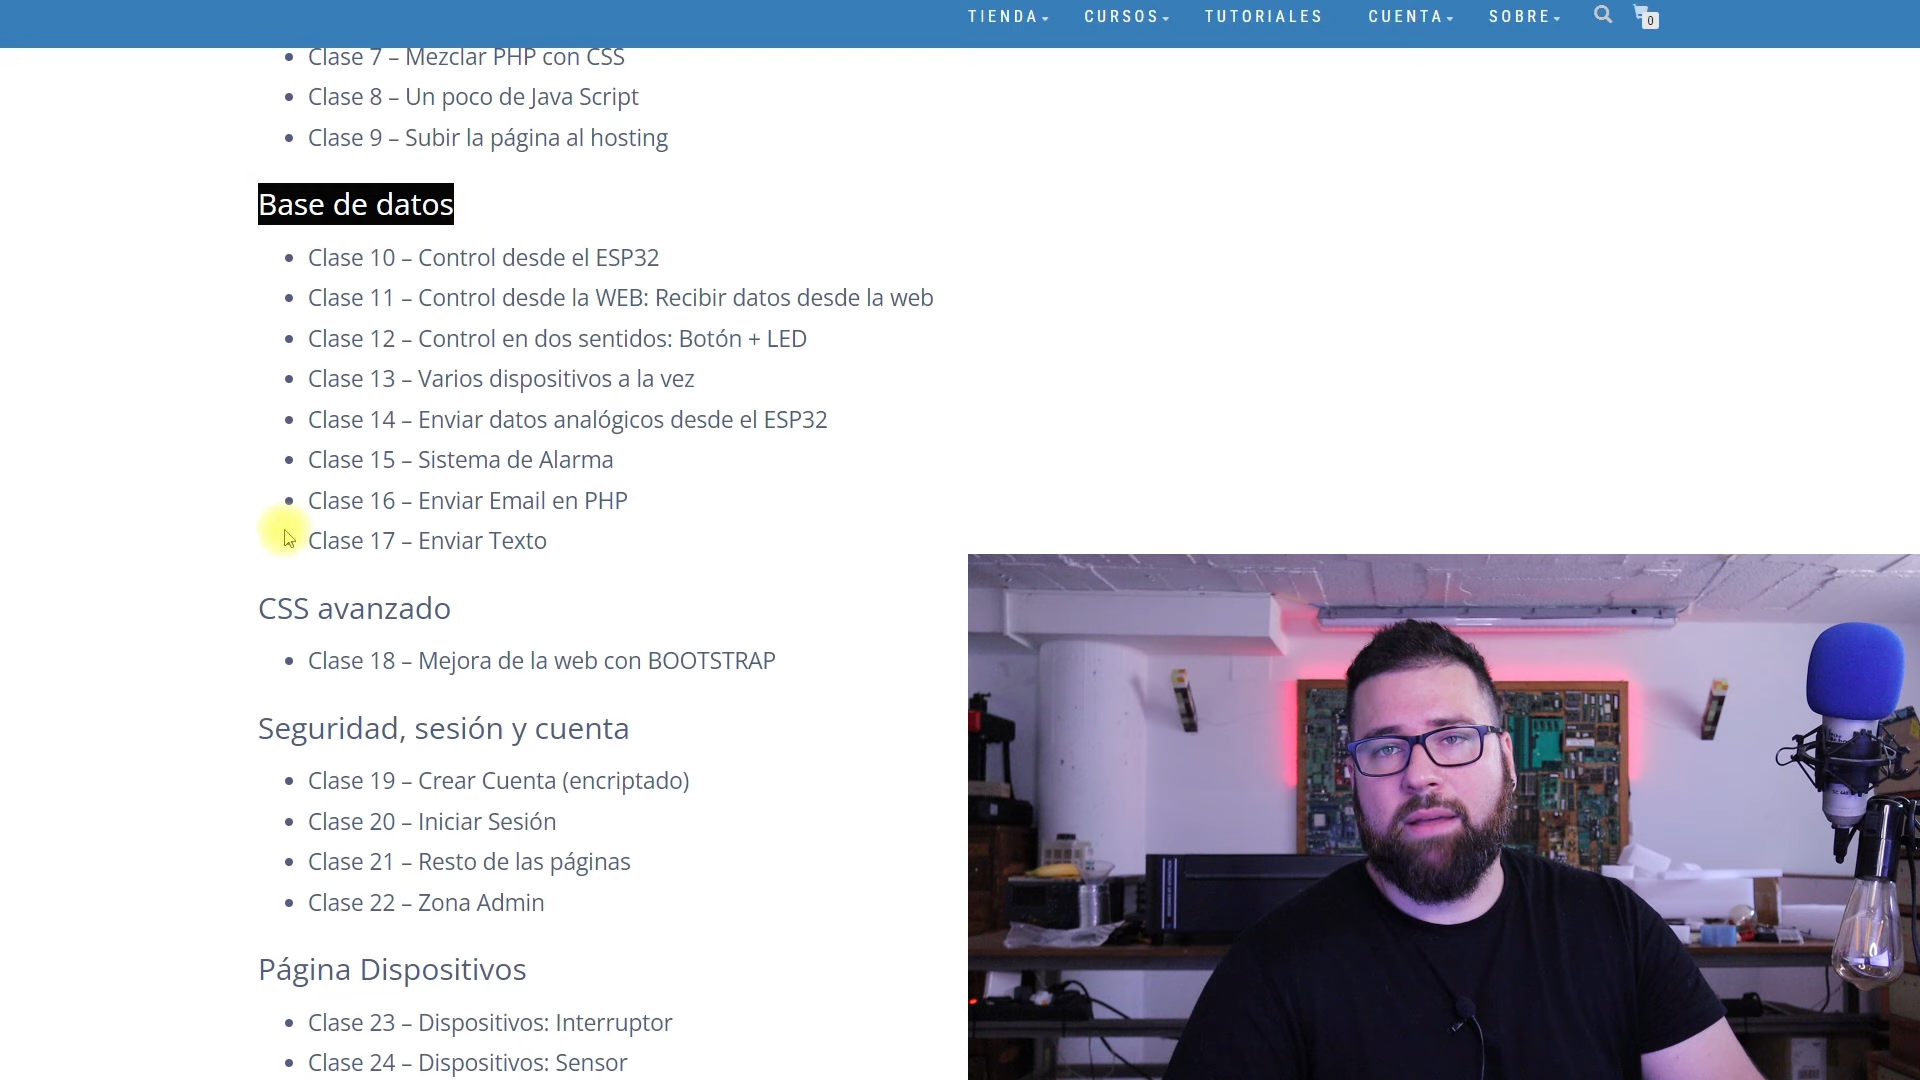 TIENDA CURSOS TUTORIALES CUENTA SOBRE 0
Clase 7 – Mezclar PHP con CSS
Clase 8 – Un poco de Java Script
Clase 9 – Subir la página al hosting
Base de datos
Clase 10 – Control desde el ESP32
Clase 11 – Control desde la WEB: Recibir datos desde la web
Clase 12 – Control en dos sentidos: Botón + LED
Clase 13 – Varios dispositivos a la vez
Clase 14 – Enviar datos analógicos desde el ESP32
Clase 15 – Sistema de Alarma
Clase 16 – Enviar Email en PHP
Clase 17 – Enviar Texto
CSS avanzado
Clase 18 – Mejora de la web con BOOTSTRAP
Seguridad, sesión y cuenta
Clase 19 – Crear Cuenta (encriptado)
Clase 20 – Iniciar Sesión
Clase 21 – Resto de las páginas
Clase 22 – Zona Admin
Página Dispositivos
Clase 23 – Dispositivos: Interruptor
Clase 24 – Dispositivos: Sensor